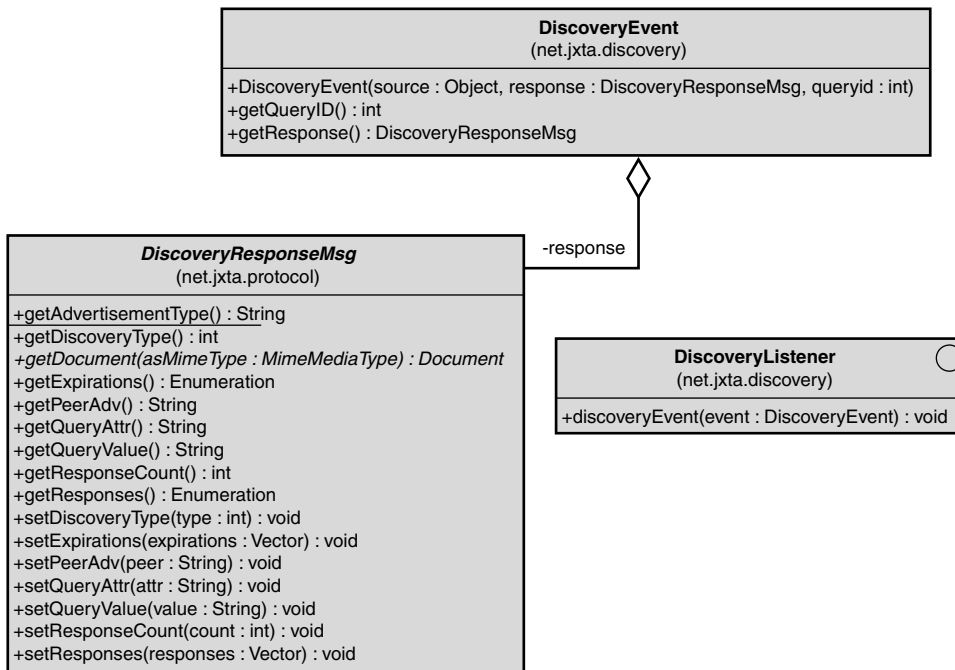 DiscoveryEvent
(net.jxta.discovery)
+DiscoveryEvent(source : Object, response : DiscoveryResponseMsg, queryid : int)
+getQueryID() : int
+getResponse() : DiscoveryResponseMsg
-response
DiscoveryResponseMsg
(net.jxta.protocol)
+getAdvertisementType() : String
+getDiscoveryType() : int
+getDocument(asMimeType : MimeMediaType) : Document
+getExpirations() : Enumeration
+getPeerAdv() : String
+getQueryAttr() : String
+getQueryValue() : String
+getResponseCount() : int
+getResponses() : Enumeration
+setDiscoveryType(type : int) : void
+setExpirations(expirations : Vector) : void
+setPeerAdv(peer : String) : void
+setQueryAttr(attr : String) : void
+setQueryValue(value : String) : void
+setResponseCount(count : int) : void
+setResponses(responses : Vector) : void
DiscoveryListener
(net.jxta.discovery)
+discoveryEvent(event : DiscoveryEvent) : void